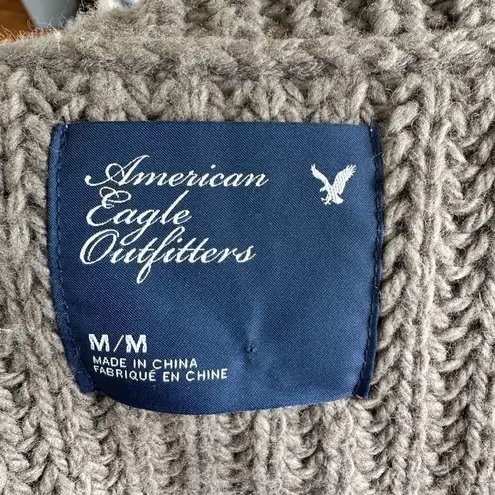 American
Eagle
Outfitters
M/M
MADE IN CHINA
FABRIQUÉ EN CHINE